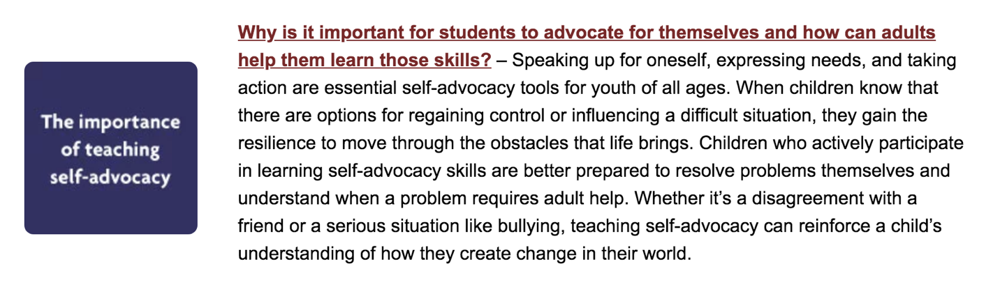 The importance
of teaching
self-advocacy
Why is it important for students to advocate for themselves and how can adults
help them learn those skills? – Speaking up for oneself, expressing needs, and taking
action are essential self-advocacy tools for youth of all ages. When children know that
there are options for regaining control or influencing a difficult situation, they gain the
resilience to move through the obstacles that life brings. Children who actively participate
in learning self-advocacy skills are better prepared to resolve problems themselves and
understand when a problem requires adult help. Whether it’s a disagreement with a
friend or a serious situation like bullying, teaching self-advocacy can reinforce a child’s
understanding of how they create change in their world.